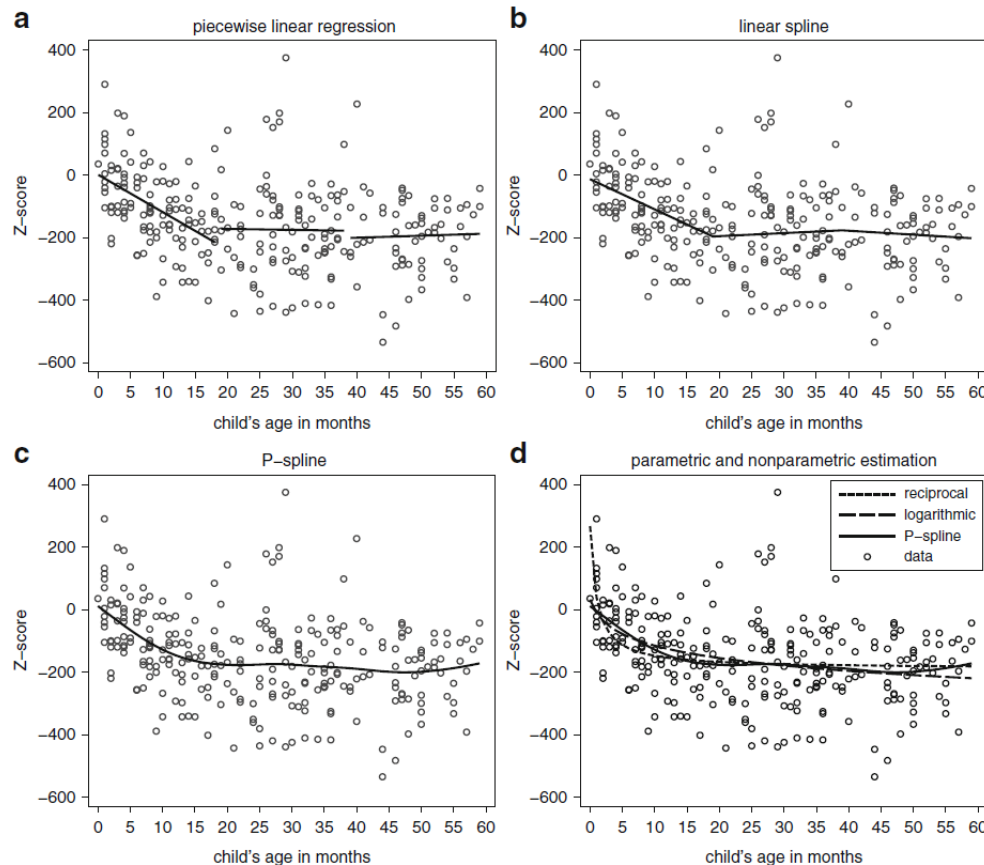 a
piecewise linear regression
400
200
0
−200
−400
−600
Z−score
0 5 10 15 20 25 30 35 40 45 50 55 60
child's age in months
b
linear spline
400
200
0
−200
−400
−600
Z−score
0 5 10 15 20 25 30 35 40 45 50 55 60
child's age in months
c
P−spline
400
200
0
−200
−400
−600
Z−score
0 5 10 15 20 25 30 35 40 45 50 55 60
child's age in months
d
parametric and nonparametric estimation
reciprocal
logarithmic
P−spline
data
400
200
0
−200
−400
−600
Z−score
0 5 10 15 20 25 30 35 40 45 50 55 60
child's age in months